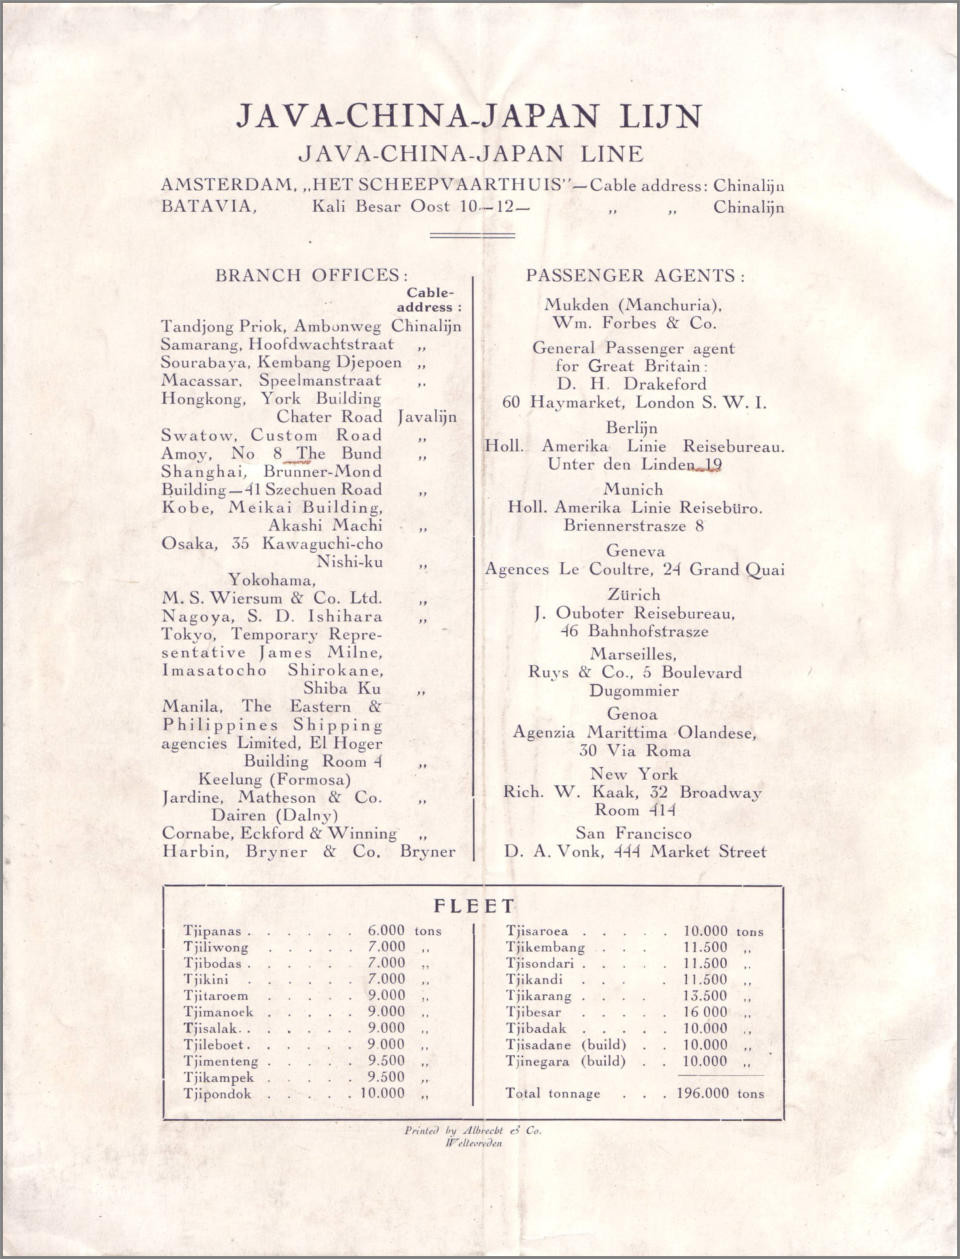 JAVA-CHINA-JAPAN LIJN
JAVA-CHINA-JAPAN LINE
AMSTERDAM, „HET SCHEEPVAARTHUIS"—Cable address: Chinalijn
BATAVIA, Kali Besar Oost 10-—12— „ „ Chinalijn
BRANCH OFFICES:
Cable-
address:
Tandjong Priok, Ambonweg Chinalijn
Samarang, Hoofdwachtstraat „
Sourabaya, Kembang Djepoen „
Macassar, Speelmanstraat „
Hongkong, York Building
Chater Road Javalijn
Swatow, Custom Road „
Amoy, No 8 The Bund „
Shanghai, Brunner-Mond
Building—41 Szechuen Road „
Kobe, Meikai Building,
Akashi Machi „
Osaka, 35 Kawaguchi-cho
Nishi-ku „
Yokohama,
M. S. Wiersum & Co. Ltd. „
Nagoya, S. D. Ishihara „
Tokyo, Temporary Repre-
sentative James Milne,
Imasatocho Shirokane,
Shiba Ku „
Manila, The Eastern &
Philippines Shipping
agencies Limited, El Hoger
Building Room 4 „
Keelung (Formosa)
Jardine, Matheson & Co. „
Dairen (Dalny)
Cornabe, Eckford & Winning „
Harbin, Bryner & Co. Bryner
PASSENGER AGENTS:
Mukden (Manchuria),
Wm. Forbes & Co.
General Passenger agent
for Great Britain:
D. H. Drakeford
60 Haymarket, London S. W. I.
Berlijn
Holl. Amerika Linie Reisebureau.
Unter den Linden 19
Munich
Holl. Amerika Linie Reisebüro.
Briennerstrasze 8
Geneva
Agences Le Coultre, 24 Grand Quai
Zürich
J. Ouboter Reisebureau,
46 Bahnhofstrasze
Marseilles,
Ruys & Co., 5 Boulevard
Dugommier
Genoa
Agenzia Marittima Olandese,
30 Via Roma
New York
Rich. W. Kaak, 32 Broadway
Room 414
San Francisco
D. A. Vonk, 444 Market Street
FLEET
Tjipanas . . . . . . 6.000 tons
Tjiliwong . . . . . 7.000 „
Tjibodas . . . . . . 7.000 „
Tjikini . . . . . . 7.000 „
Tjitaroem . . . . . 9.000 „
Tjimanoek . . . . . 9.000 „
Tjisalak . . . . . . 9.000 „
Tjileboet . . . . . . 9.000 „
Tjimenteng . . . . . 9.500 „
Tjikampek . . . . . 9.500 „
Tjipondok . . . . . 10.000 „
Tjisaroea . . . . . 10.000 tons
Tjikembang . . . 11.500 „
Tjisondari . . . . . 11.500 „
Tjikandi . . . . 11.500 „
Tjikarang . . . . 13.500 „
Tjibesar . . . . . 16 000 „
Tjibadak . . . . . 10.000 „
Tjisadane (build) . . 10.000 „
Tjinegara (build) . . 10.000 „
Total tonnage . . . 196.000 tons
Printed by Albrecht & Co.
Weltevreden